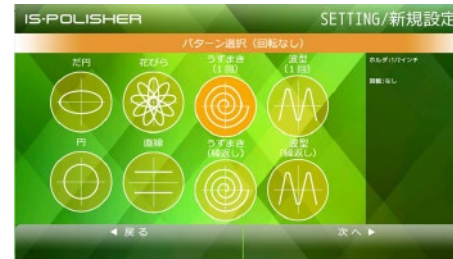 IS-POLISHER
SETTING/新規設定
パターン選択（回転なし）
だ円
花びら
うずまき
(1回)
波型
(1回)
ホルダ:1/2インチ
回転:なし
円
直線
うずまき
(繰返し)
波型
(繰返し)
◀ 戻る
次へ ▶